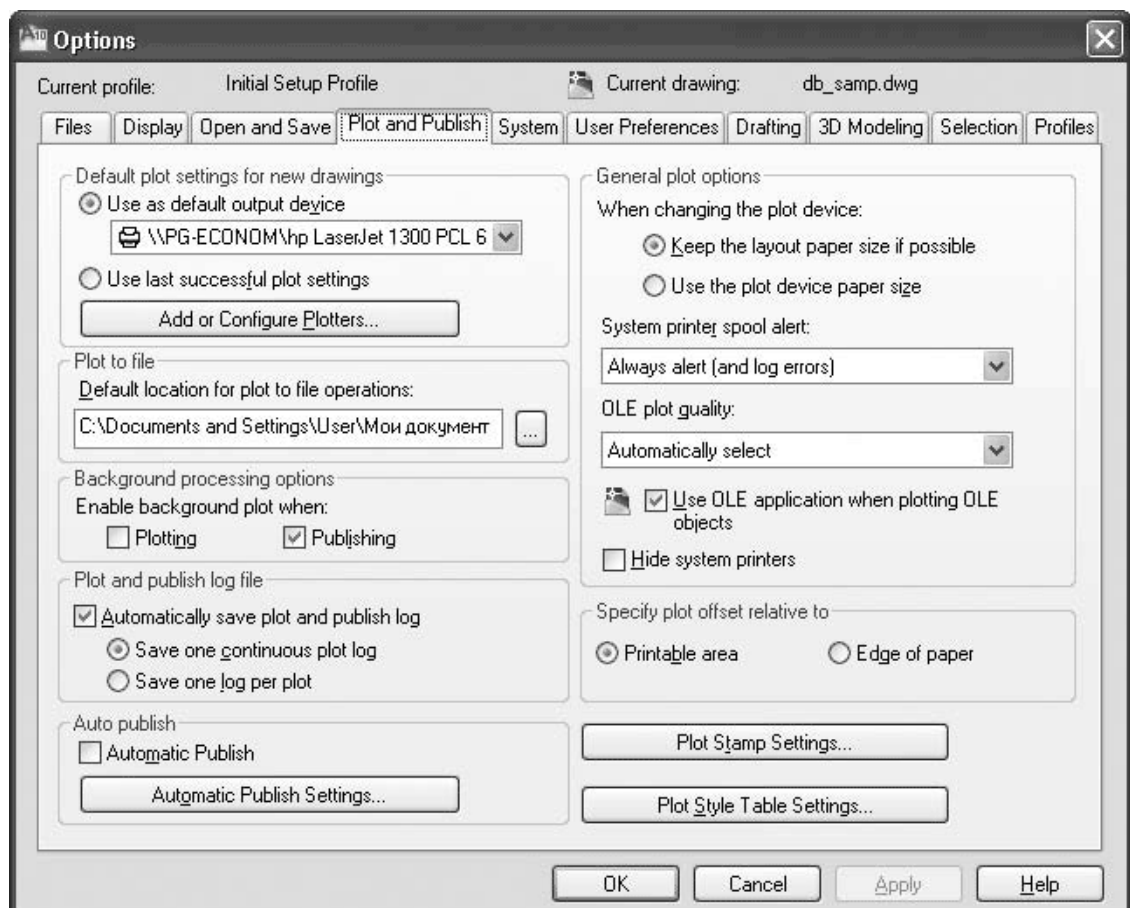 Options
Current profile: Initial Setup Profile Current drawing: db_samp.dwg
Files Display Open and Save Plot and Publish System User Preferences Drafting 3D Modeling Selection Profiles
Default plot settings for new drawings
Use as default output device
\\PG-ECONOM\hp LaserJet 1300 PCL 6
Use last successful plot settings
Add or Configure Plotters...
Plot to file
Default location for plot to file operations:
C:\Documents and Settings\User\Мои документ
...
Background processing options
Enable background plot when:
Plotting Publishing
Plot and publish log file
Automatically save plot and publish log
Save one continuous plot log
Save one log per plot
Auto publish
Automatic Publish
Automatic Publish Settings...
General plot options
When changing the plot device:
Keep the layout paper size if possible
Use the plot device paper size
System printer spool alert:
Always alert (and log errors)
OLE plot quality:
Automatically select
Use OLE application when plotting OLE
objects
Hide system printers
Specify plot offset relative to
Printable area Edge of paper
Plot Stamp Settings...
Plot Style Table Settings...
OK Cancel Apply Help